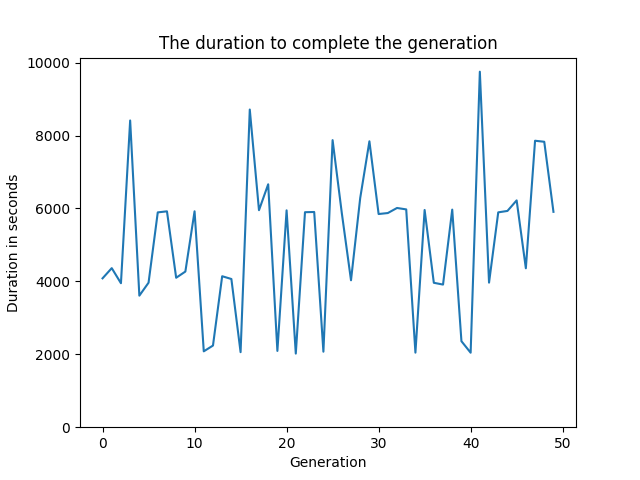 The duration to complete the generation
10000
8000
6000
4000
2000
0
Duration in seconds
0 10 20 30 40 50
Generation